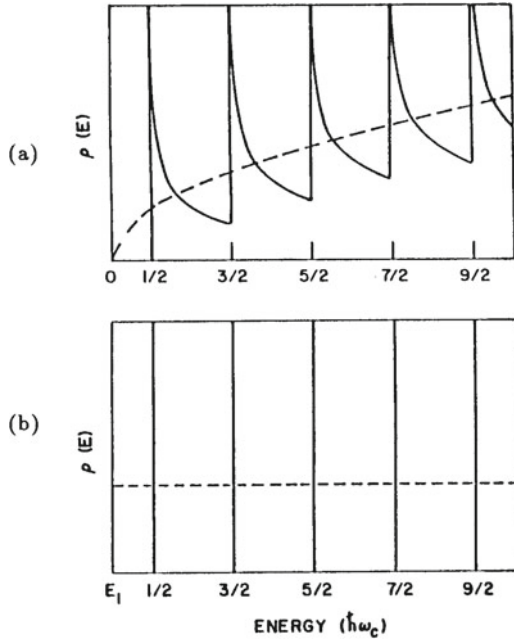 (a)
ρ (E)
0 1/2 3/2 5/2 7/2 9/2
(b)
ρ (E)
E₁ 1/2 3/2 5/2 7/2 9/2
ENERGY (ħω_c)